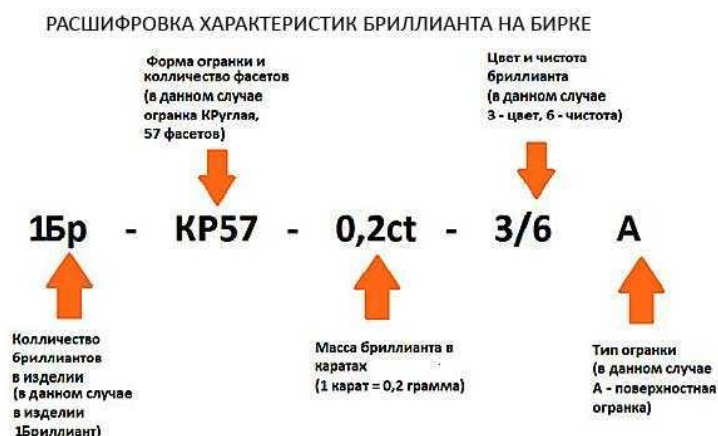 РАСШИФРОВКА ХАРАКТЕРИСТИК БРИЛЛИАНТА НА БИРКЕ
Форма огранки и
колличество фасетов
(в данном случае
огранка КРуглая,
57 фасетов)
Цвет и чистота
бриллианта
(в данном случае
3 - цвет, 6 - чистота)
1Бр - КР57 - 0,2ct - 3/6 А
Колличество
бриллиантов
в изделии
(в данном случае
в изделии
1Бриллиант)
Масса бриллианта в
каратах
(1 карат = 0,2 грамма)
Тип огранки
(в данном случае
А - поверхностная
огранка)